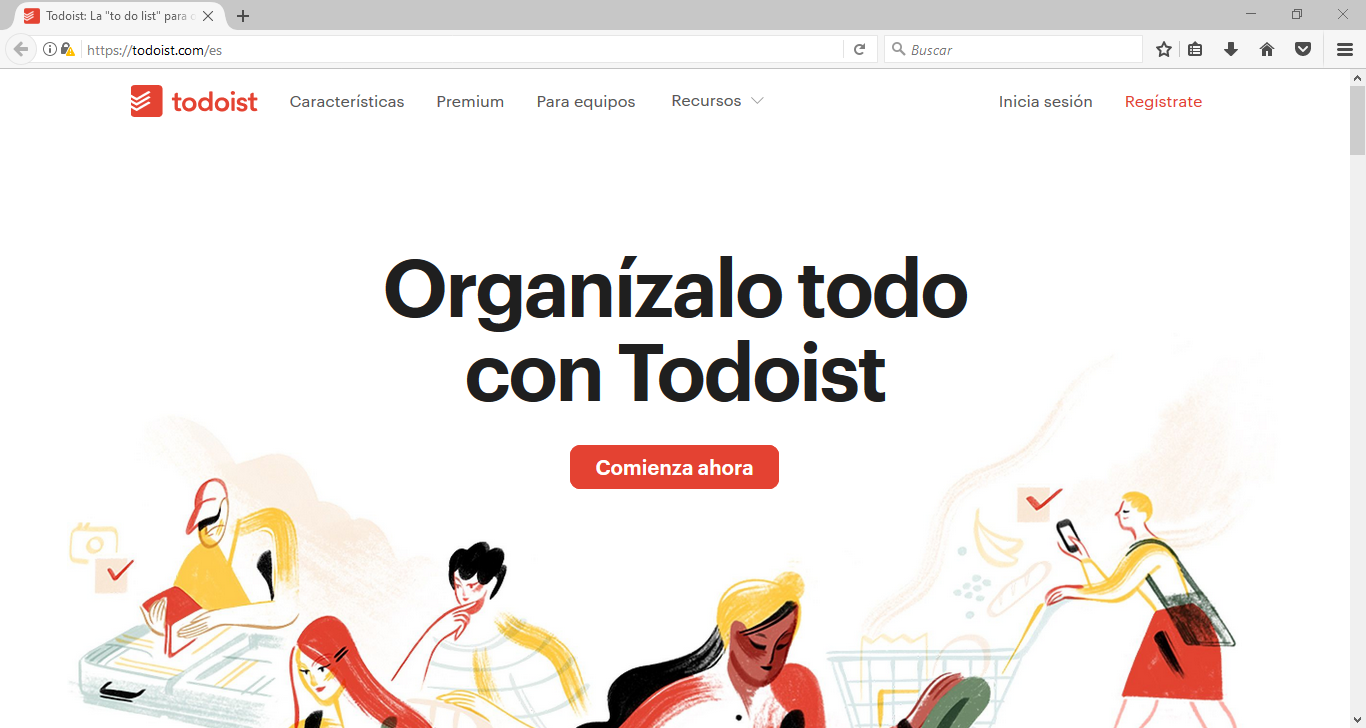 Todoist: La "to do list" para
https://todoist.com/es
Buscar
todoist
Características
Premium
Para equipos
Recursos
Inicia sesión
Regístrate
Organízalo todo
con Todoist
Comienza ahora